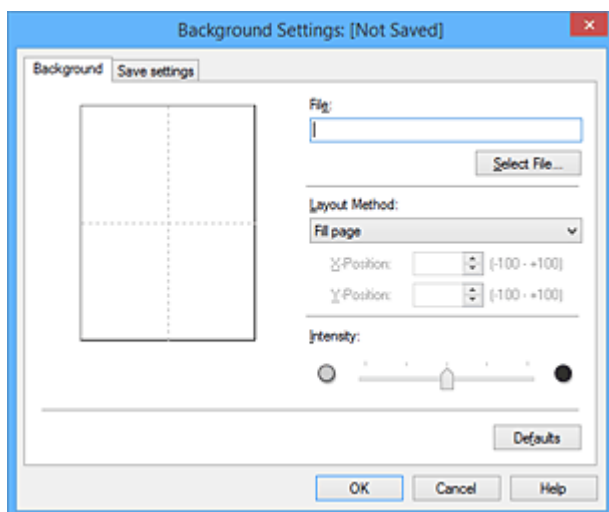 Background Settings: [Not Saved]
Background Save settings
File:
Select File...
Layout Method:
Fill page
X-Position: (-100 - +100)
Y-Position: (-100 - +100)
Intensity:
Defaults
OK Cancel Help